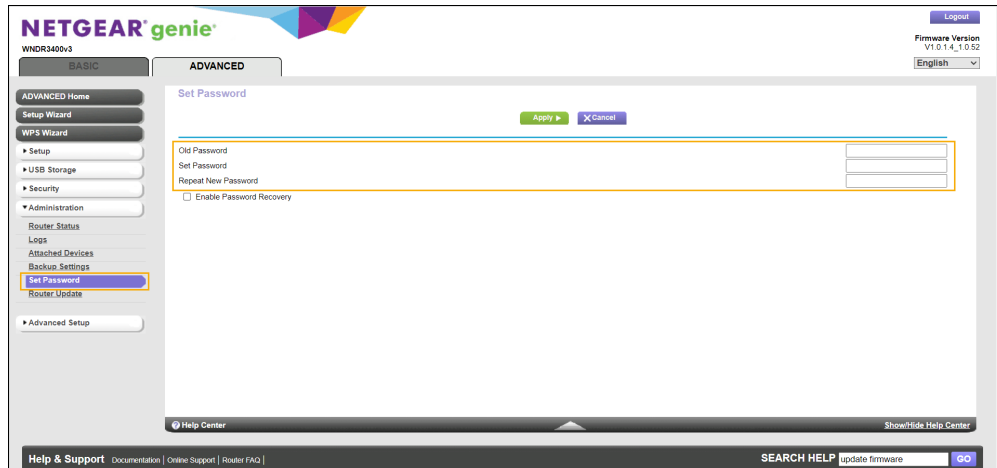 NETGEAR® genie®
Logout
WNDR3400v3
Firmware Version
V1.0.1.4_1.0.52
English
BASIC
ADVANCED
ADVANCED Home
Setup Wizard
WPS Wizard
Setup
USB Storage
Security
Administration
Router Status
Logs
Attached Devices
Backup Settings
Set Password
Router Update
Advanced Setup
Set Password
Apply
X Cancel
Old Password
Set Password
Repeat New Password
Enable Password Recovery
? Help Center
Show/Hide Help Center
Help & Support Documentation | Online Support | Router FAQ |
SEARCH HELP update firmware GO